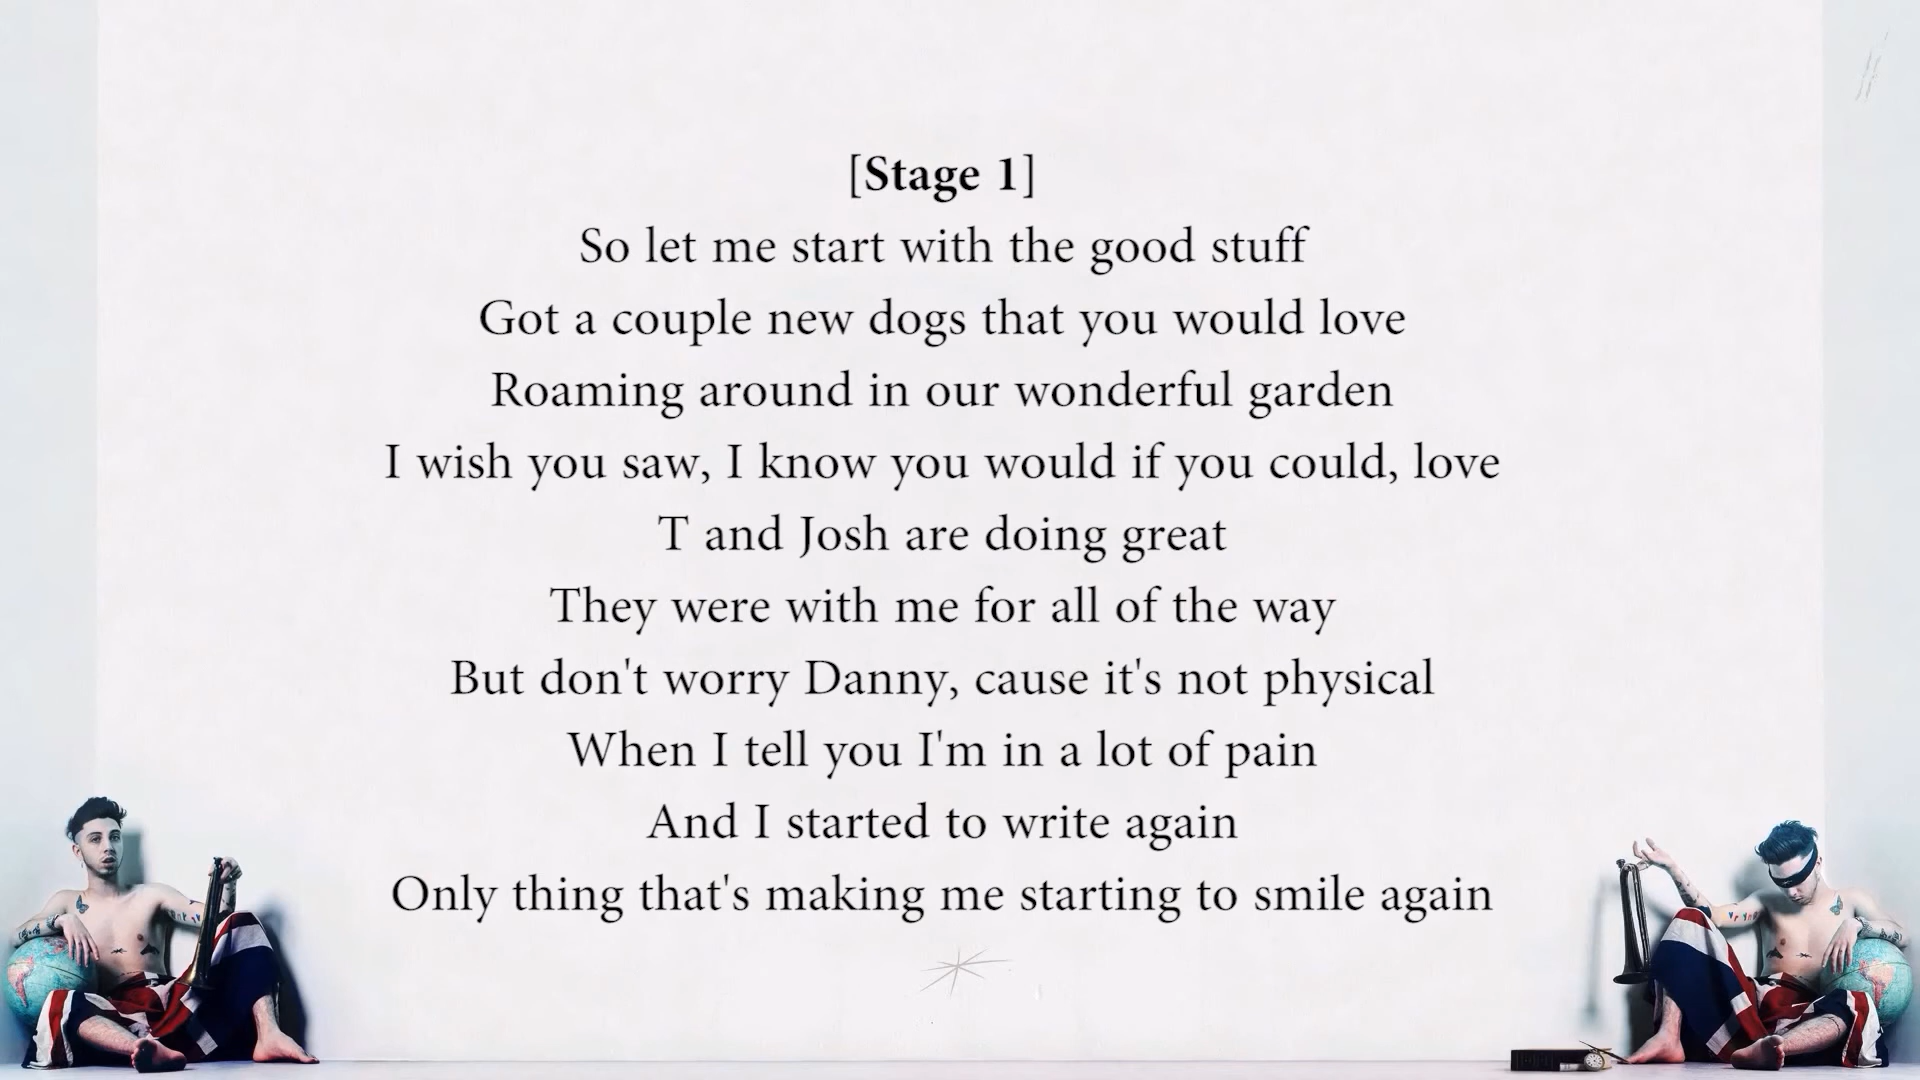 [Stage 1]
So let me start with the good stuff
Got a couple new dogs that you would love
Roaming around in our wonderful garden
I wish you saw, I know you would if you could, love
T and Josh are doing great
They were with me for all of the way
But don't worry Danny, cause it's not physical
When I tell you I'm in a lot of pain
And I started to write again
Only thing that's making me starting to smile again